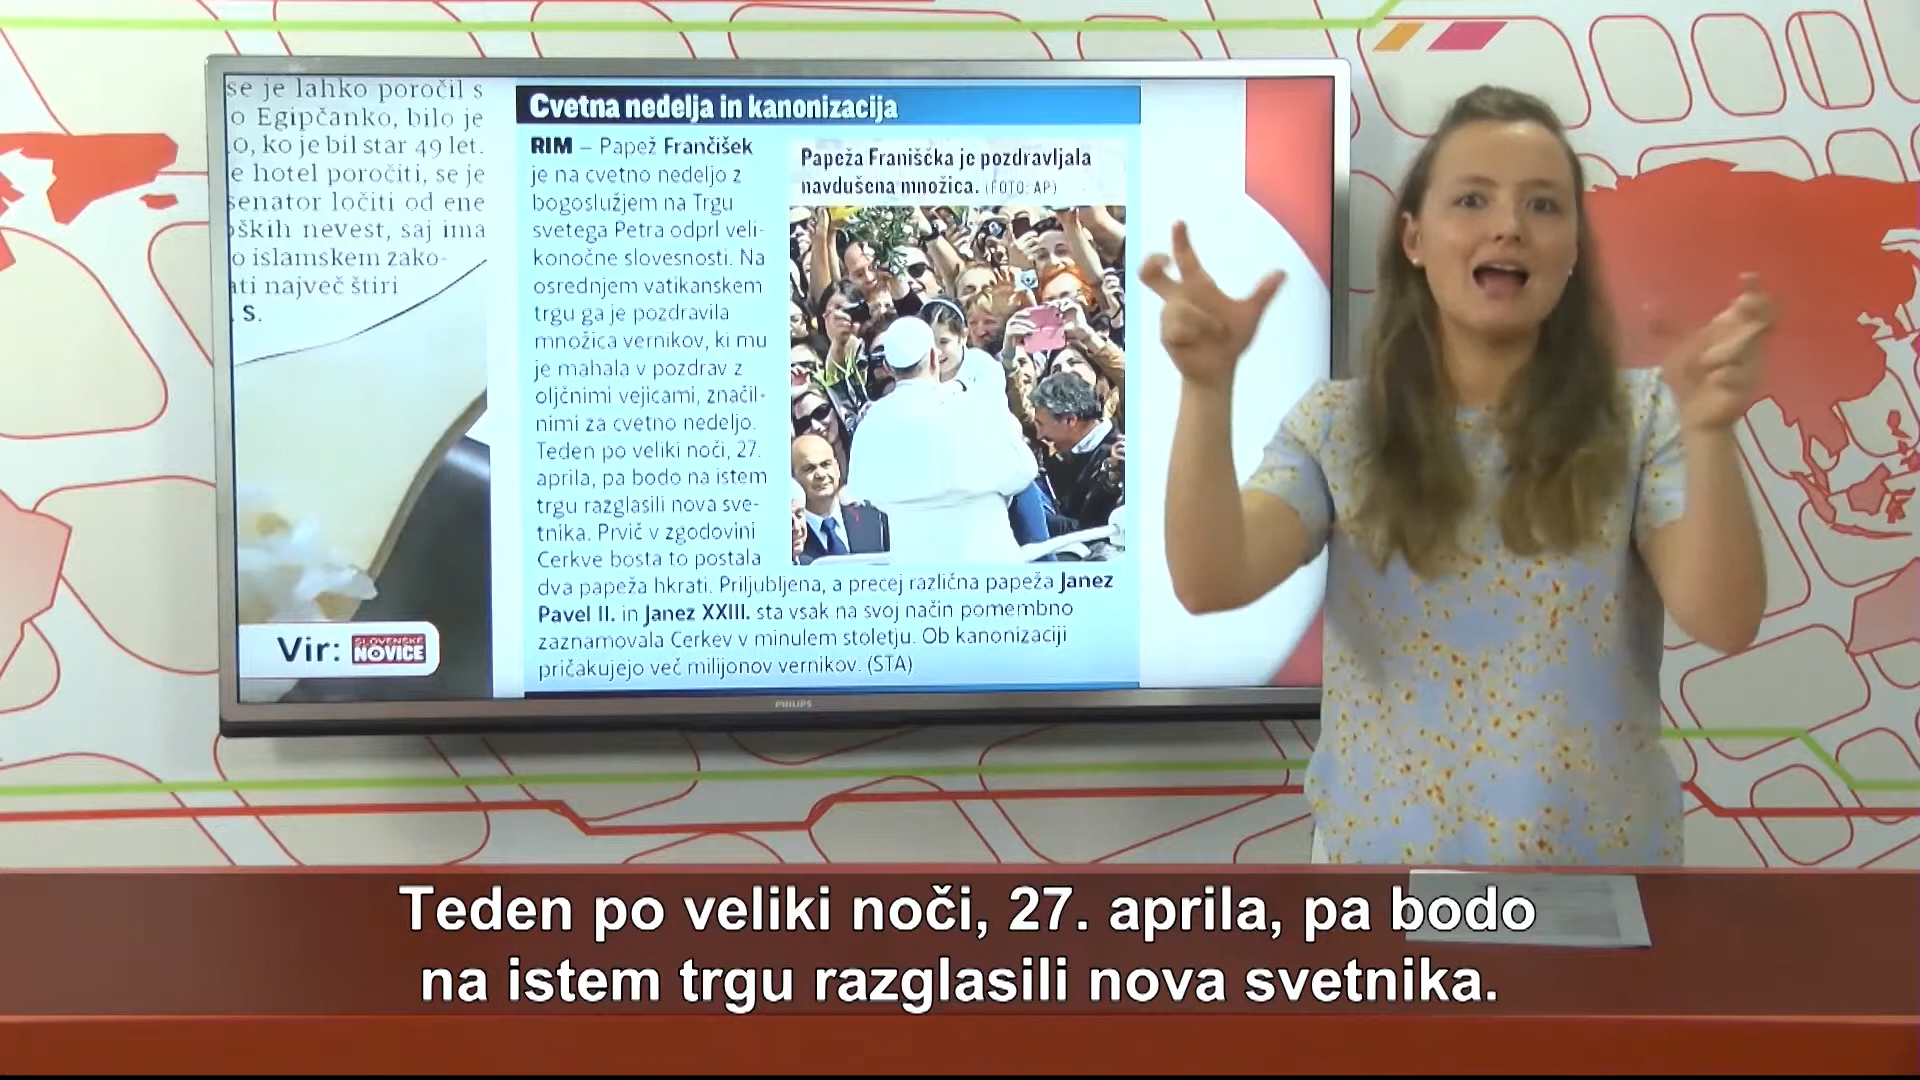 se je lahko poročil s
o Egipčanko, bilo je
o, ko je bil star 49 let.
e hotel poročiti, se je
senator ločiti od ene
oških nevest, saj ima
o islamskem zako-
ati največ štiri
S.
Vir: SLOVENSKE
NOVICE
Cvetna nedelja in kanonizacija
RIM – Papež Frančišek
je na cvetno nedeljo z
bogoslužjem na Trgu
svetega Petra odprl veli-
konočne slovesnosti. Na
osrednjem vatikanskem
trgu ga je pozdravila
množica vernikov, ki mu
je mahala v pozdrav z
oljčnimi vejicami, značil-
nimi za cvetno nedeljo.
Teden po veliki noči, 27.
aprila, pa bodo na istem
trgu razglasili nova sve-
tnika. Prvič v zgodovini
Cerkve bosta to postala
dva papeža hkrati. Priljubljena, a precej različna papeža Janez
Pavel II. in Janez XXIII. sta vsak na svoj način pomembno
zaznamovala Cerkev v minulem stoletju. Ob kanonizaciji
pričakujejo več milijonov vernikov. (STA)
Papeža Franiščka je pozdravljala
navdušena množica. (FOTO: AP)
PHILIPS
Teden po veliki noči, 27. aprila, pa bodo
na istem trgu razglasili nova svetnika.